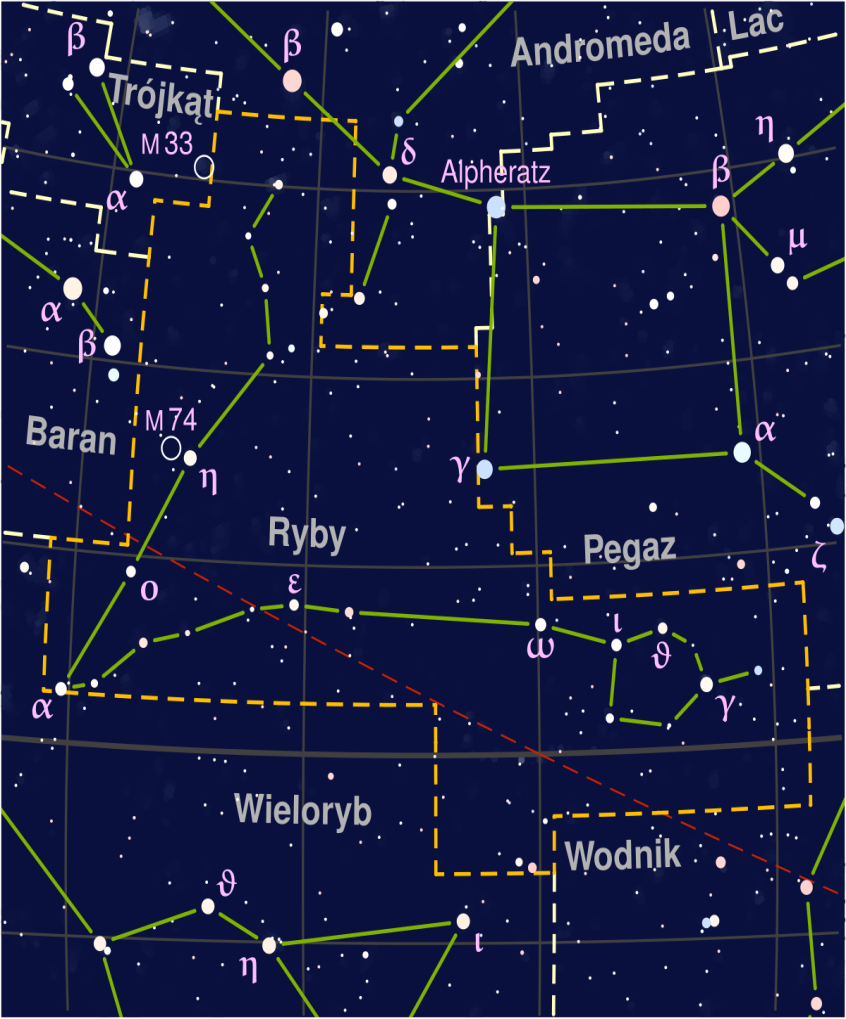 Lac
Andromeda
β
β
Trójkąt
η
M 33
δ
Alpheratz
β
α
μ
α
β
M 74
α
Baran
γ
η
Ryby
Pegaz
ζ
ο
ε
ι
ω
ϑ
α
γ
Wieloryb
Wodnik
ϑ
η
ι